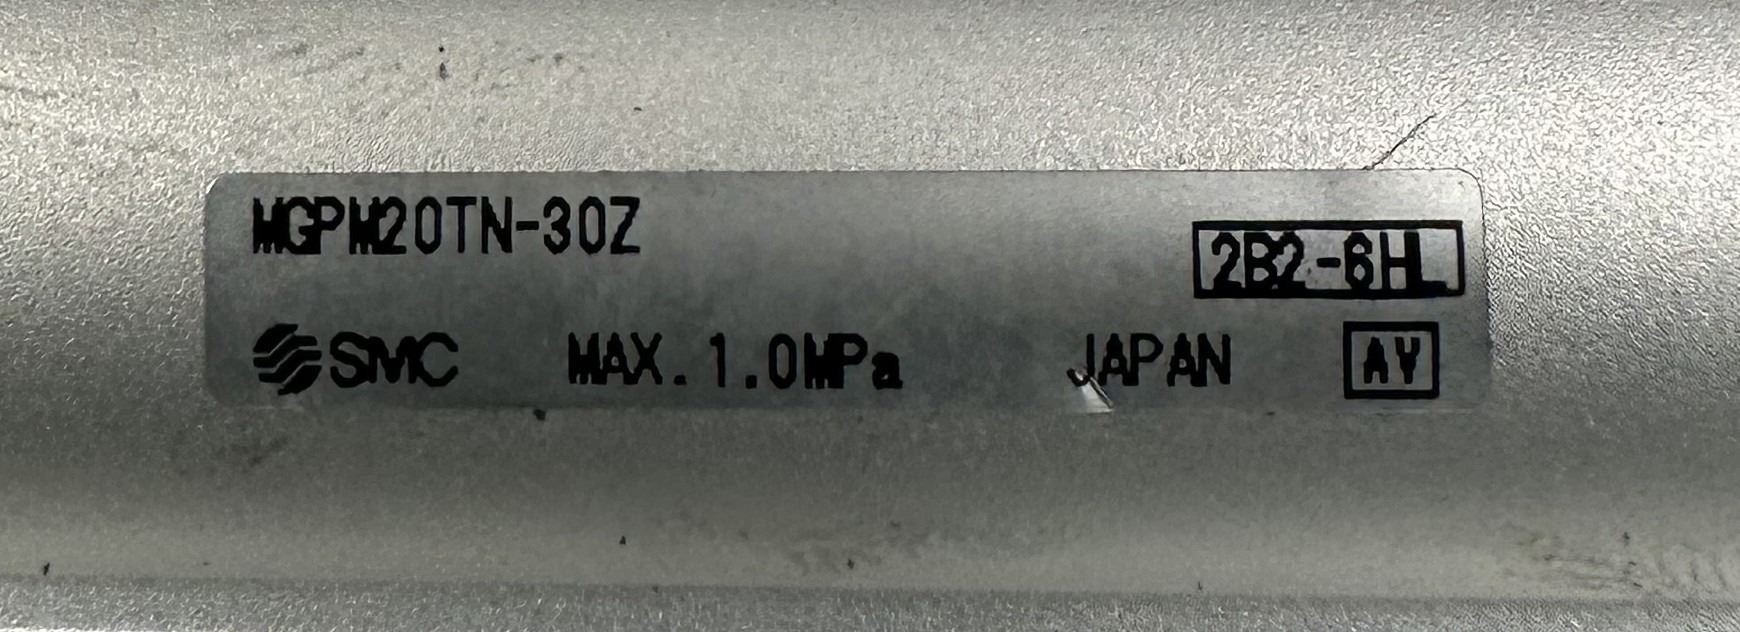 MGPM20TN-30Z
2B2-6HL
SMC MAX.1.0MPa JAPAN AV